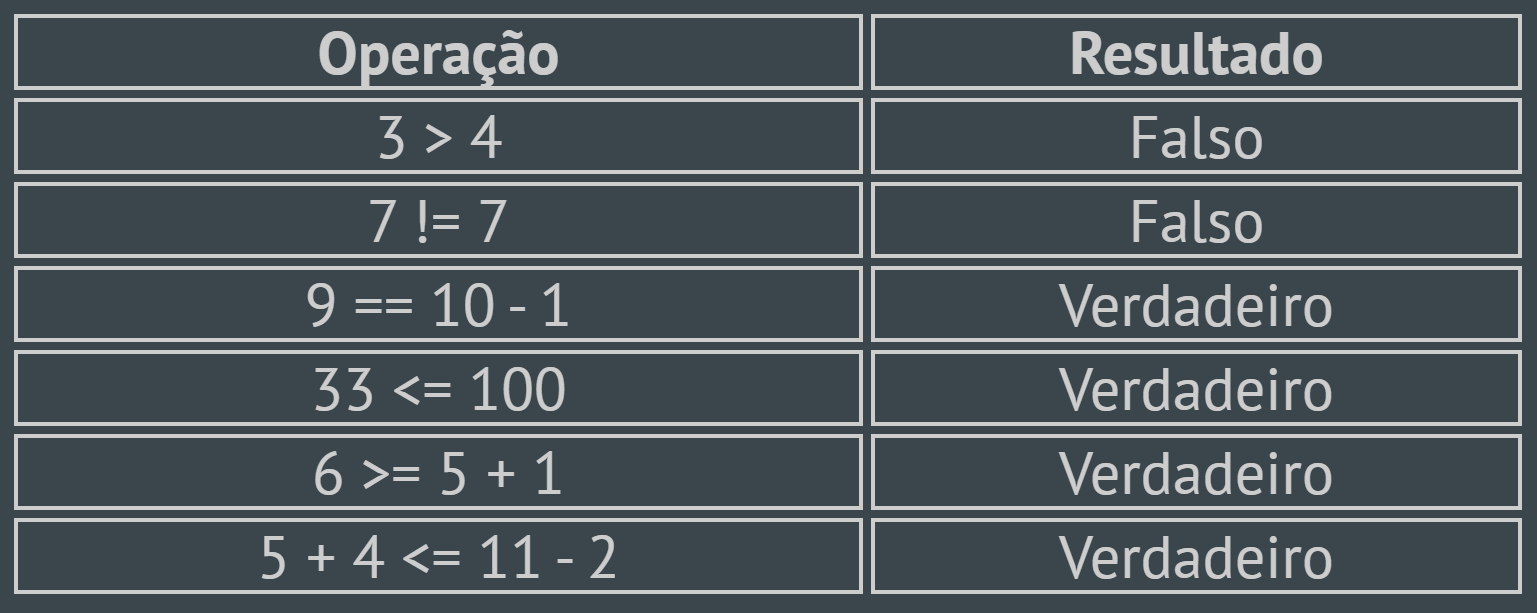 Operação Resultado
3 > 4 Falso
7 != 7 Falso
9 == 10 - 1 Verdadeiro
33 <= 100 Verdadeiro
6 >= 5 + 1 Verdadeiro
5 + 4 <= 11 - 2 Verdadeiro